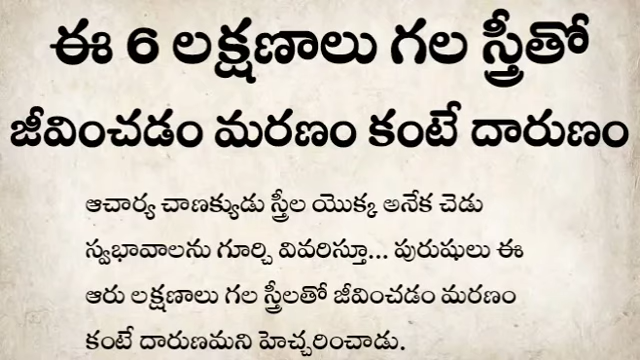 ఈ 6 లక్షణాలు గల స్త్రీతో
జీవించడం మరణం కంటే దారుణం
ఆచార్య చాణక్యుడు స్త్రీల యొక్క అనేక చెడు
స్వభావాలను గూర్చి వివరిస్తూ... పురుషులు ఈ
ఆరు లక్షణాలు గల స్త్రీలతో జీవించడం మరణం
కంటే దారుణమని హెచ్చరించాడు.